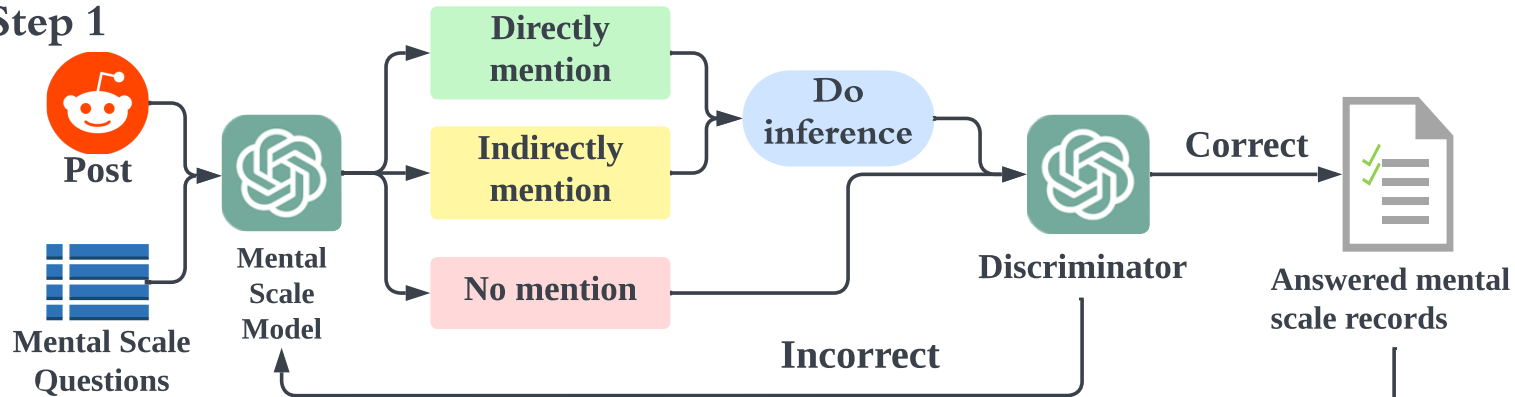 Step 1
Post
Mental Scale
Questions
Mental
Scale
Model
Directly
mention
Indirectly
mention
No mention
Do
inference
Discriminator
Correct
Incorrect
Answered mental
scale records